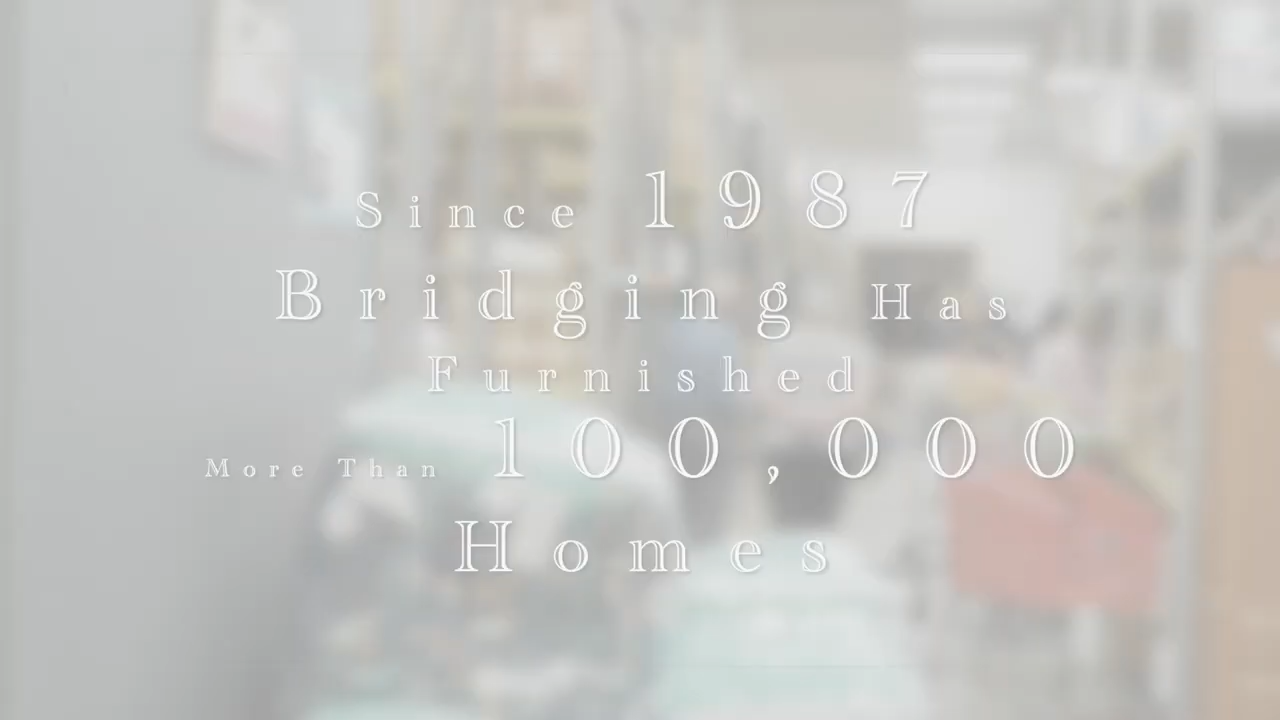 Since 1987
Bridging Has
Furnished
More Than 100,000
Homes